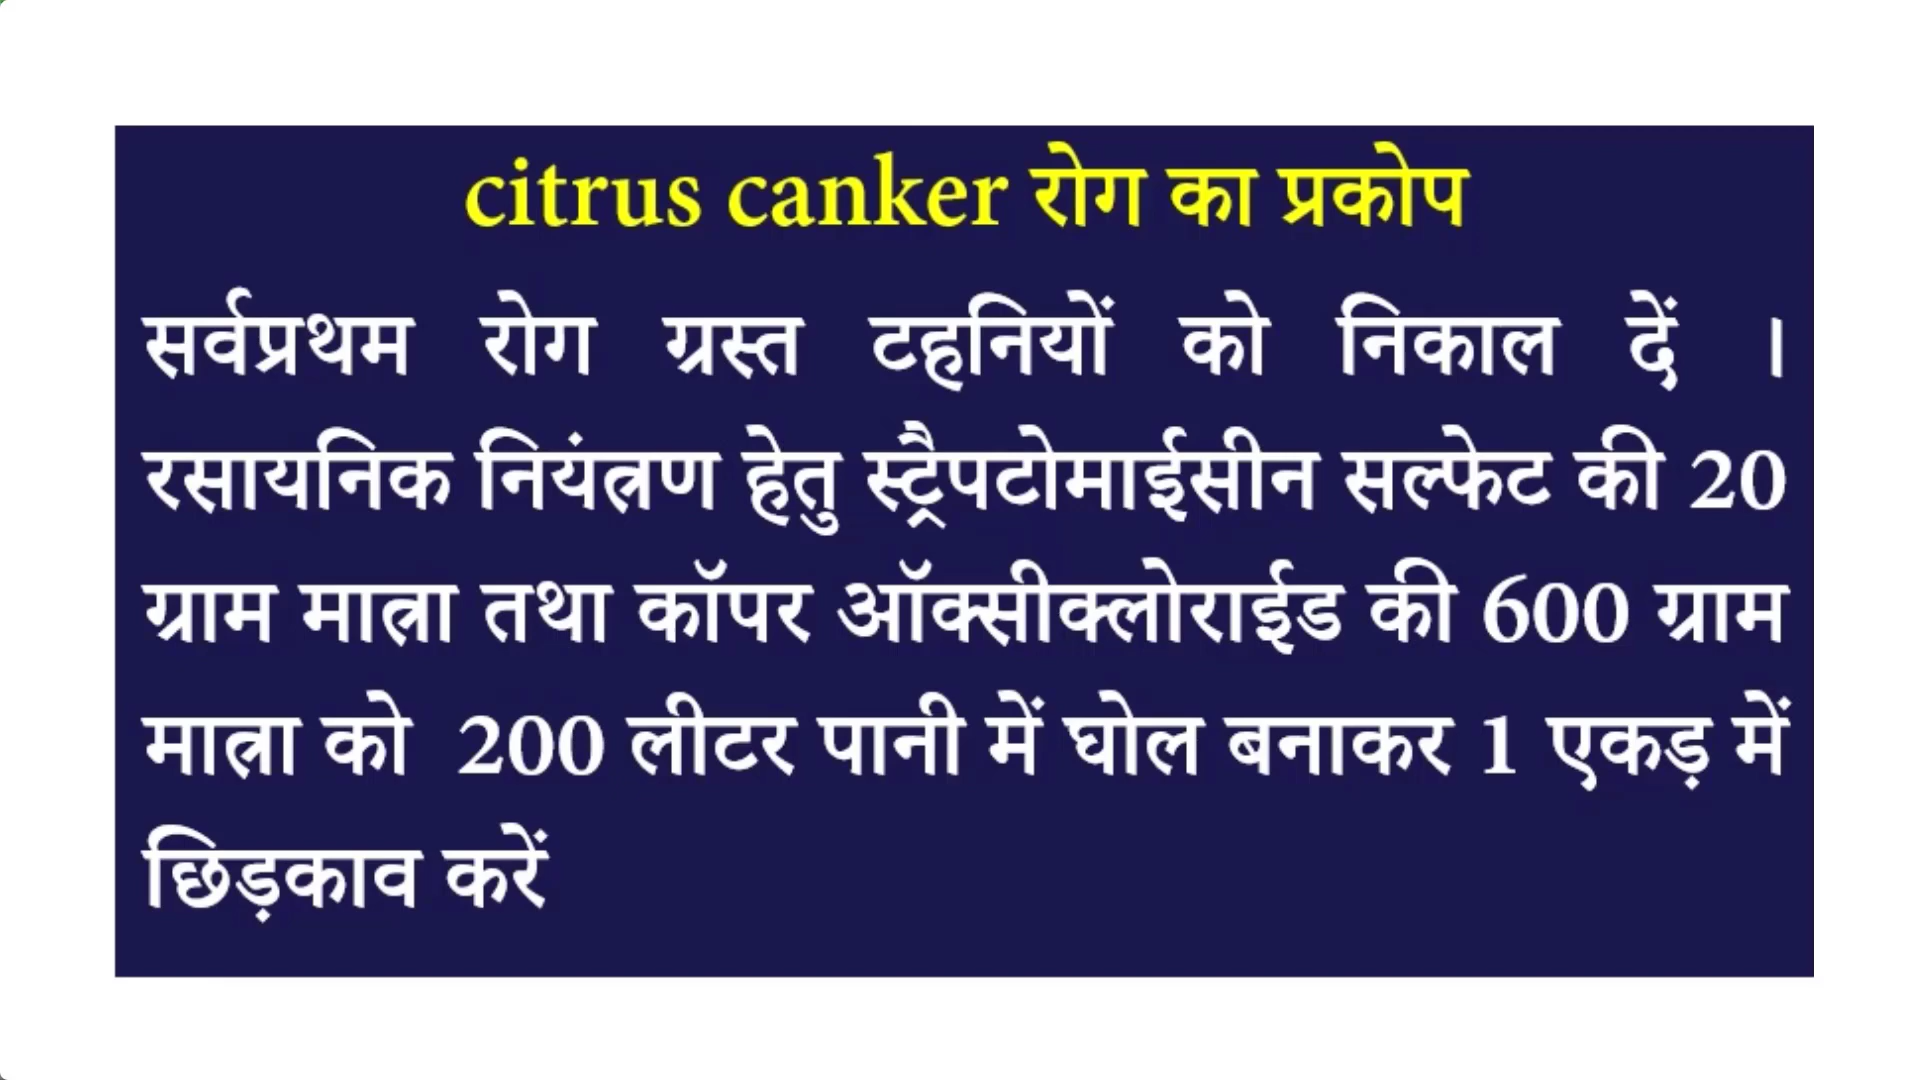 citrus canker रोग का प्रकोप
सर्वप्रथम रोग ग्रस्त टहनियों को निकाल दें ।
रसायनिक नियंत्रण हेतु स्ट्रैपटोमाईसीन सल्फेट की 20
ग्राम मात्रा तथा कॉपर ऑक्सीक्लोराईड की 600 ग्राम
मात्रा को 200 लीटर पानी में घोल बनाकर 1 एकड़ में
छिड़काव करें